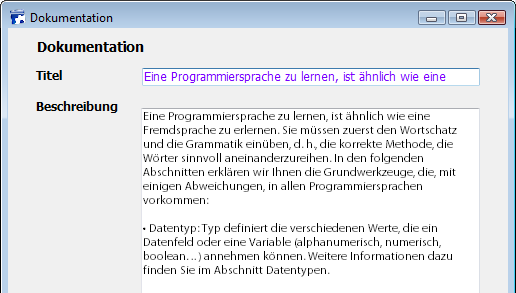 Dokumentation
Dokumentation
Titel
Eine Programmiersprache zu lernen, ist ähnlich wie eine
Beschreibung
Eine Programmiersprache zu lernen, ist ähnlich wie eine
Fremdsprache zu erlernen. Sie müssen zuerst den Wortschatz
und die Grammatik einüben, d. h., die korrekte Methode, die
Wörter sinnvoll aneinanderzureihen. In den folgenden
Abschnitten erklären wir Ihnen die Grundwerkzeuge, die, mit
einigen Abweichungen, in allen Programmiersprachen
vorkommen:
• Datentyp: Typ definiert die verschiedenen Werte, die ein
Datenfeld oder eine Variable (alphanumerisch, numerisch,
boolean. . . ) annehmen können. Weitere Informationen dazu
finden Sie im Abschnitt Datentypen.